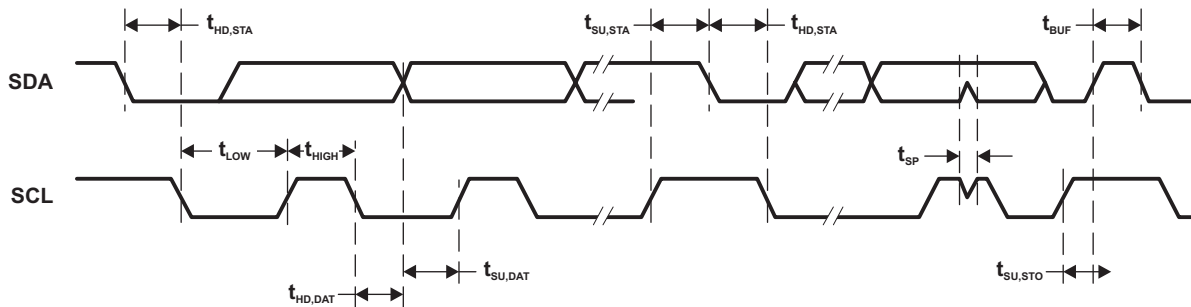 tHD,STA
tSU,STA
tHD,STA
tBUF
SDA
tLOW
tHIGH
tSP
SCL
tSU,DAT
tSU,STO
tHD,DAT